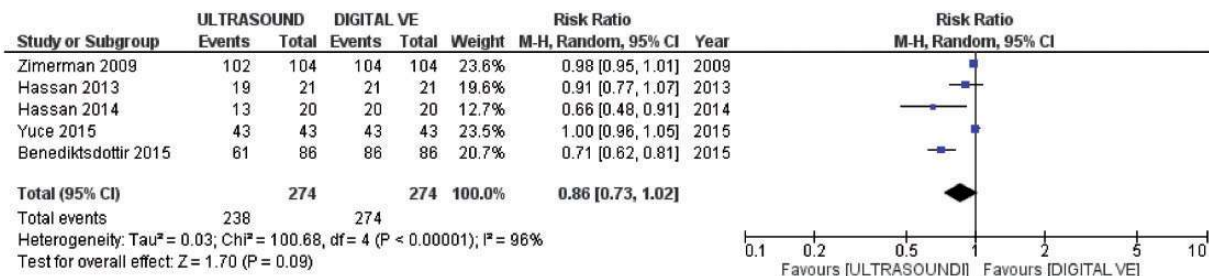 ULTRASOUND DIGITAL VE Risk Ratio Risk Ratio
Study or Subgroup Events Total Events Total Weight M-H, Random, 95% CI Year M-H, Random, 95% CI
Zimerman 2009 102 104 104 104 23.6% 0.98 [0.95, 1.01] 2009
Hassan 2013 19 21 21 21 19.6% 0.91 [0.77, 1.07] 2013
Hassan 2014 13 20 20 20 12.7% 0.66 [0.48, 0.91] 2014
Yuce 2015 43 43 43 43 23.5% 1.00 [0.96, 1.05] 2015
Benediktsdottir 2015 61 86 86 86 20.7% 0.71 [0.62, 0.81] 2015
Total (95% CI) 274 274 100.0% 0.86 [0.73, 1.02]
Total events 238 274
Heterogeneity: Tau² = 0.03; Chi² = 100.68, df = 4 (P < 0.00001); I² = 96%
Test for overall effect: Z = 1.70 (P = 0.09)
0.1 0.2 0.5 1 2 5 10
Favours [ULTRASOUND] Favours [DIGITAL VE]